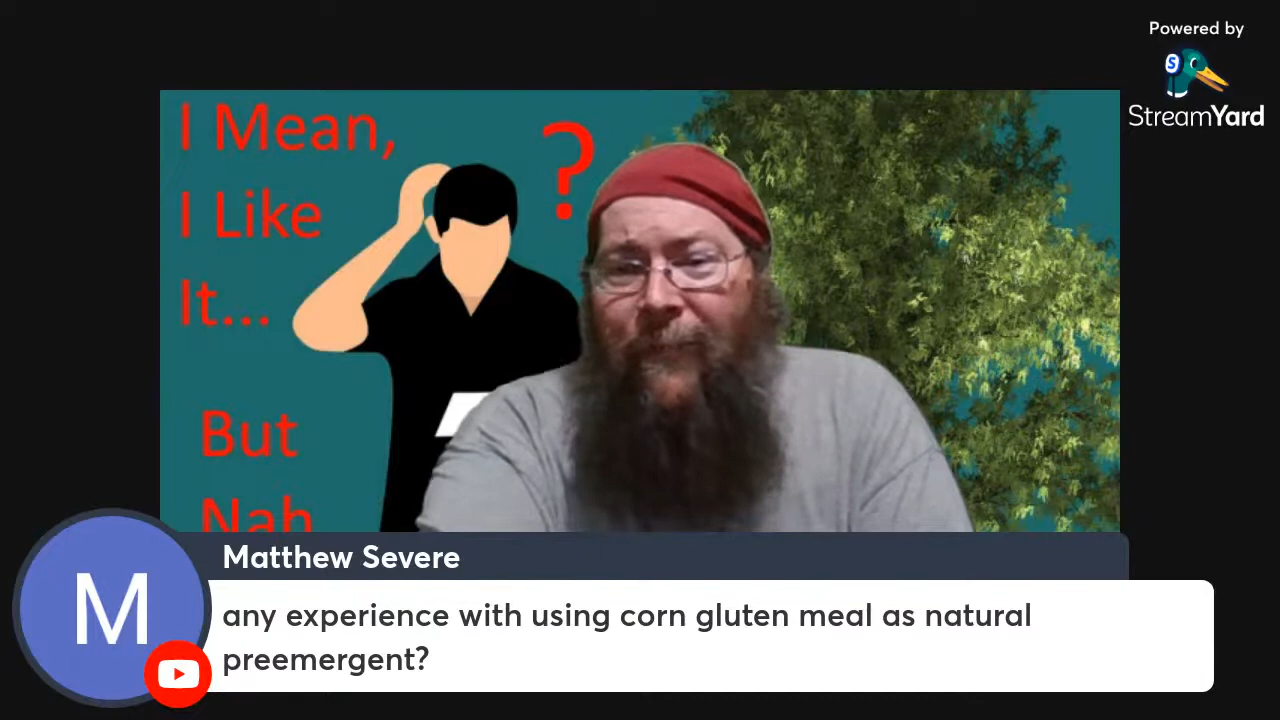 Powered by
StreamYard
I Mean,
?
I Like
It...
But
Nah
Matthew Severe
M
any experience with using corn gluten meal as natural
preemergent?